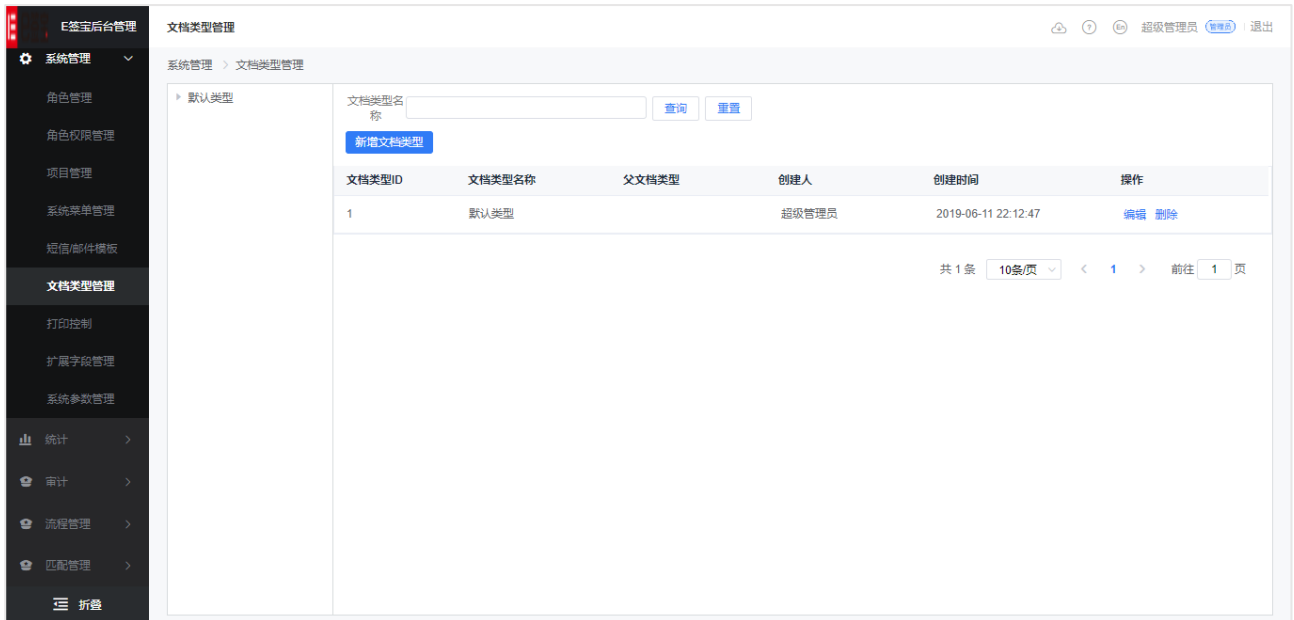 E签宝后台管理
文档类型管理
En 超级管理员 管理员 退出
系统管理
角色管理
角色权限管理
项目管理
系统菜单管理
短信/邮件模板
文档类型管理
打印控制
扩展字段管理
系统参数管理
统计
审计
流程管理
匹配管理
折叠
系统管理 > 文档类型管理
默认类型
文档类型名
称
查询 重置
新增文档类型
文档类型ID 文档类型名称 父文档类型 创建人 创建时间 操作
1 默认类型 超级管理员 2019-06-11 22:12:47 编辑 删除
共 1 条 10条/页 < 1 > 前往 1 页